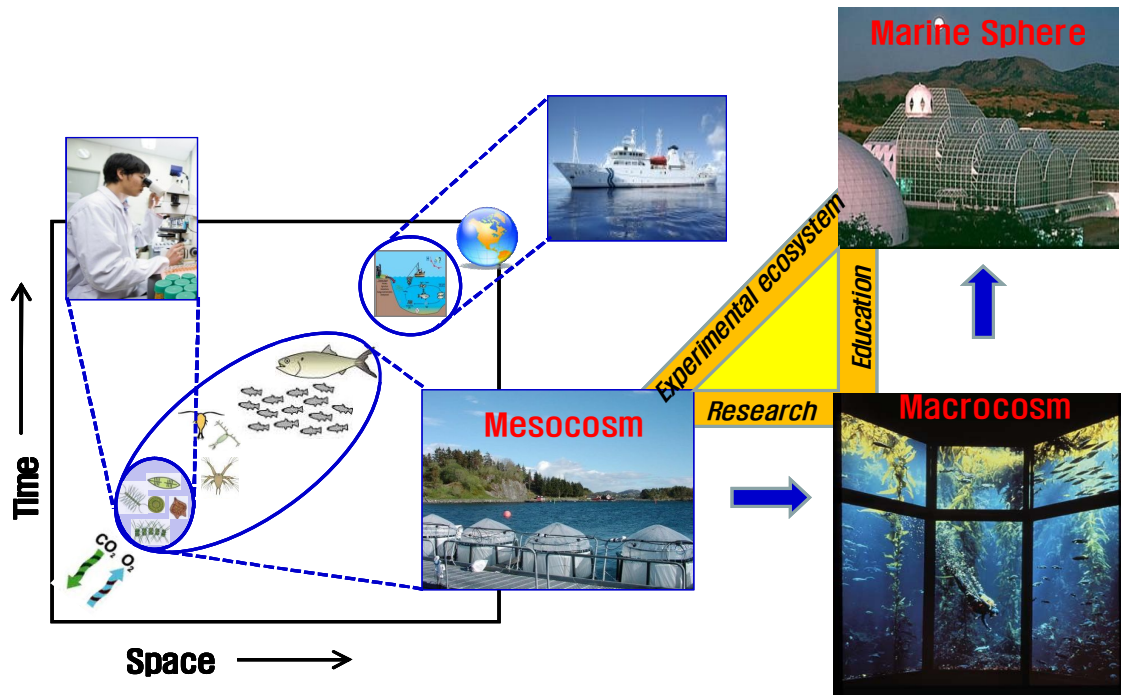 Marine Sphere
Experimental ecosystem
Education
Research
Macrocosm
Mesocosm
Time
CO₂ O₂
Space